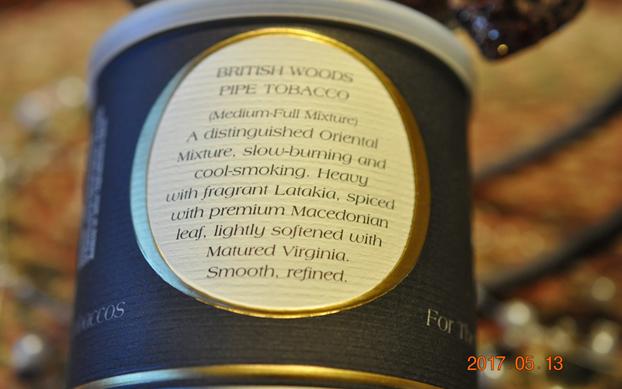 BRITISH WOODS
PIPE TOBACCO
(Medium-Full Mixture)
A distinguished Oriental
Mixture, slow-burning and
cool-smoking. Heavy
with fragrant Latakia, spiced
with premium Macedonian
leaf, lightly softened with
Matured Virginia.
Smooth, refined.
For
2017 05 13